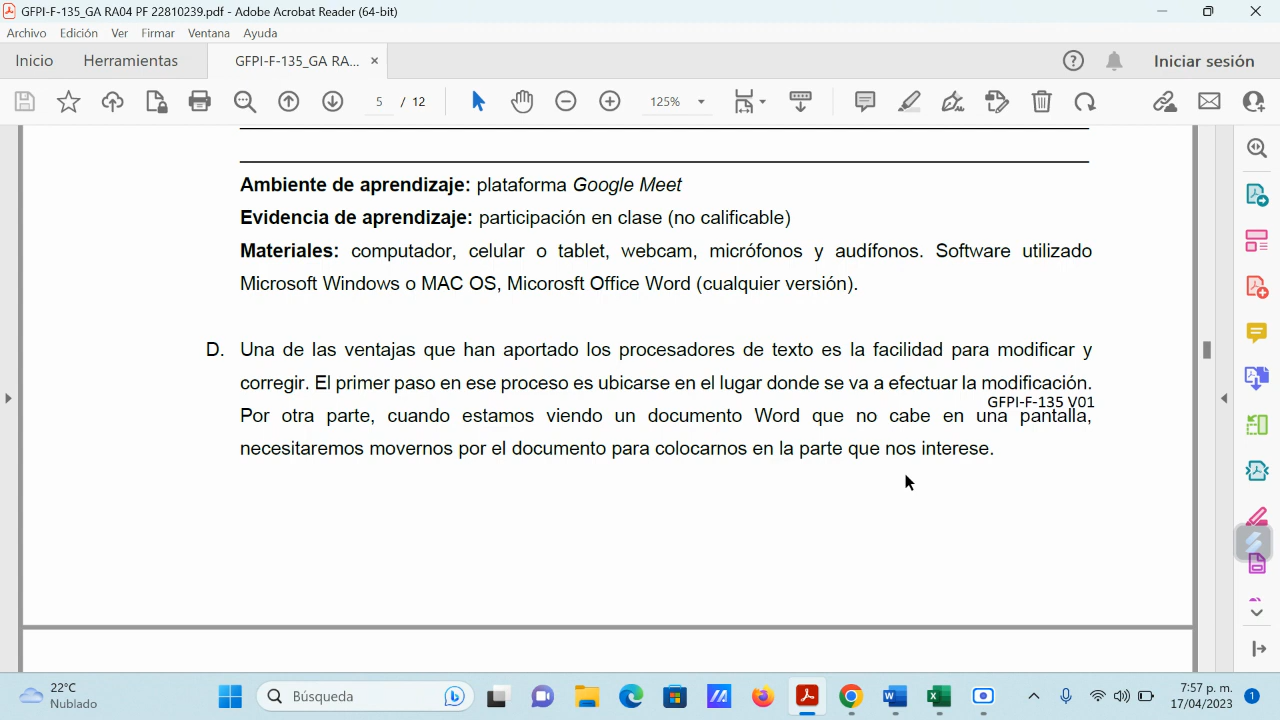 GFPI-F-135_GA RA04 PF 22810239.pdf - Adobe Acrobat Reader (64-bit)
Archivo Edición Ver Firmar Ventana Ayuda
Inicio Herramientas GFPI-F-135_GA RA... × Iniciar sesión
5 / 12 125%
Ambiente de aprendizaje: plataforma Google Meet
Evidencia de aprendizaje: participación en clase (no calificable)
Materiales: computador, celular o tablet, webcam, micrófonos y audífonos. Software utilizado
Microsoft Windows o MAC OS, Micorosft Office Word (cualquier versión).
D. Una de las ventajas que han aportado los procesadores de texto es la facilidad para modificar y
corregir. El primer paso en ese proceso es ubicarse en el lugar donde se va a efectuar la modificación.
GFPI-F-135 V01
Por otra parte, cuando estamos viendo un documento Word que no cabe en una pantalla,
necesitaremos movernos por el documento para colocarnos en la parte que nos interese.
22°C
Nublado
Búsqueda
7:57 p. m.
17/04/2023
1